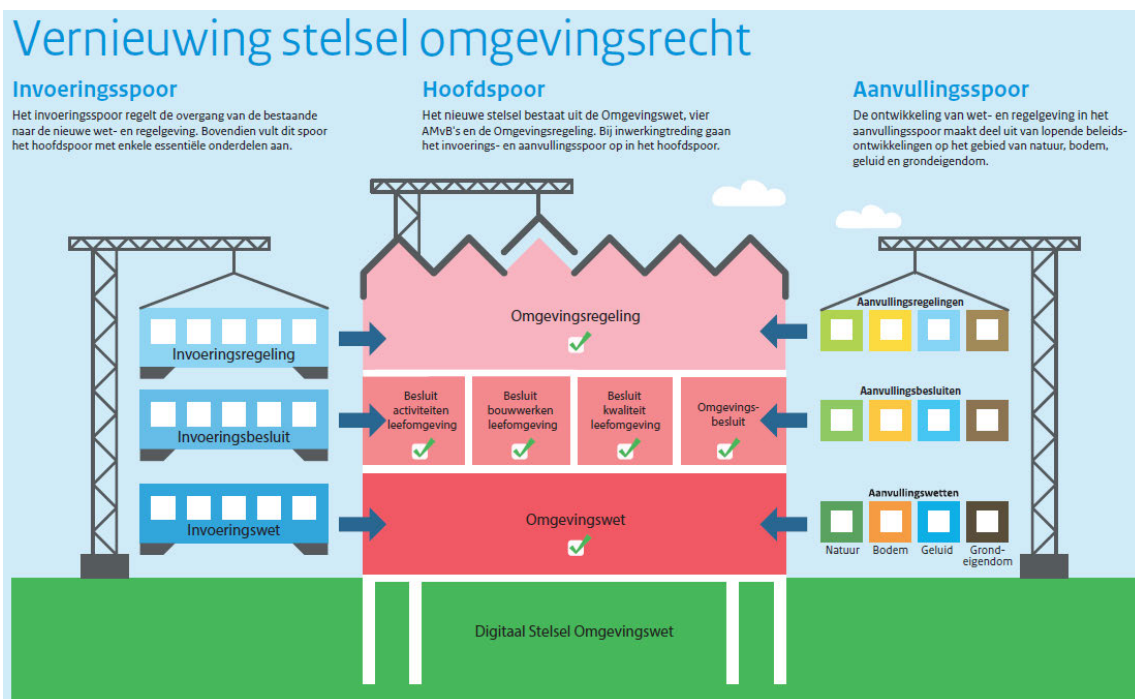 Vernieuwing stelsel omgevingsrecht
Invoeringsspoor
Het invoeringsspoor regelt de overgang van de bestaande
naar de nieuwe wet- en regelgeving. Bovendien vult dit spoor
het hoofdspoor met enkele essentiële onderdelen aan.
Hoofdspoor
Het nieuwe stelsel bestaat uit de Omgevingswet, vier
AMvB's en de Omgevingsregeling. Bij inwerkingtreding gaan
het invoerings- en aanvullingsspoor op in het hoofdspoor.
Aanvullingsspoor
De ontwikkeling van wet- en regelgeving in het
aanvullingsspoor maakt deel uit van lopende beleids-
ontwikkelingen op het gebied van natuur, bodem,
geluid en grondeigendom.
Invoeringsregeling
Invoeringsbesluit
Invoeringswet
Omgevingsregeling
Besluit
activiteiten
leefomgeving
Besluit
bouwwerken
leefomgeving
Besluit
kwaliteit
leefomgeving
Omgevings-
besluit
Omgevingswet
Digitaal Stelsel Omgevingswet
Aanvullingsregelingen
Aanvullingsbesluiten
Aanvullingswetten
Natuur
Bodem
Geluid
Grond-
eigendom